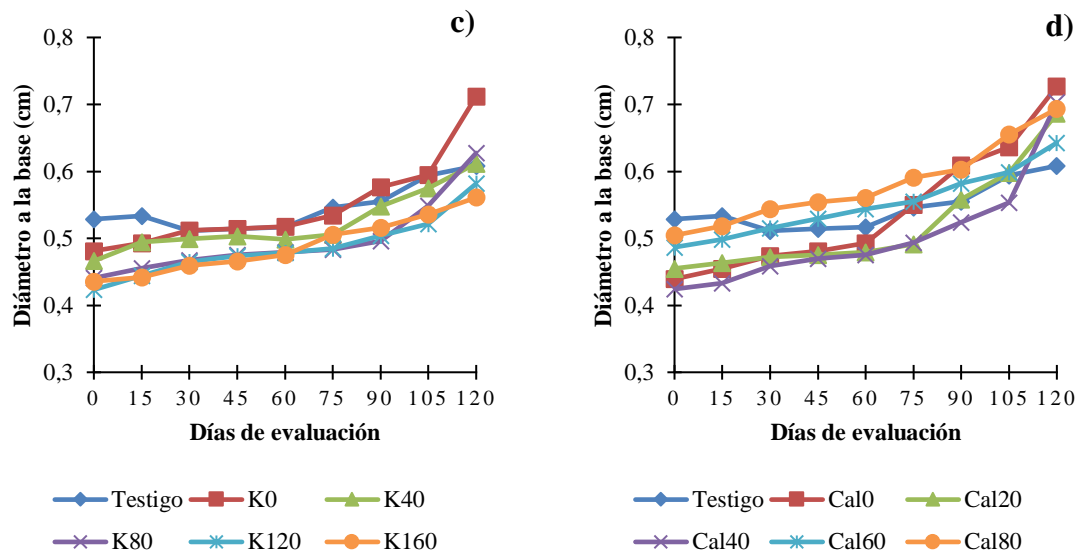 c)
Diámetro a la base (cm)
0,8
0,7
0,6
0,5
0,4
0,3
0 15 30 45 60 75 90 105 120
Días de evaluación
Testigo K0 K40
K80 K120 K160
d)
Diámetro a la base (cm)
0,8
0,7
0,6
0,5
0,4
0,3
0 15 30 45 60 75 90 105 120
Días de evaluación
Testigo Cal0 Cal20
Cal40 Cal60 Cal80